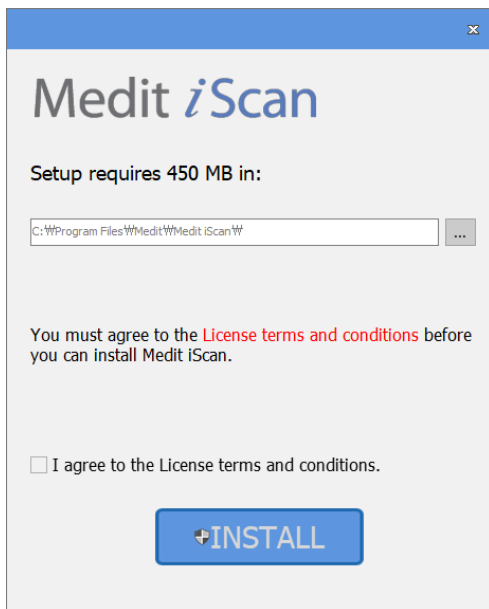 Medit iScan
Setup requires 450 MB in:
C:₩Program Files₩Medit₩Medit iScan₩
...
You must agree to the License terms and conditions before
you can install Medit iScan.
I agree to the License terms and conditions.
INSTALL